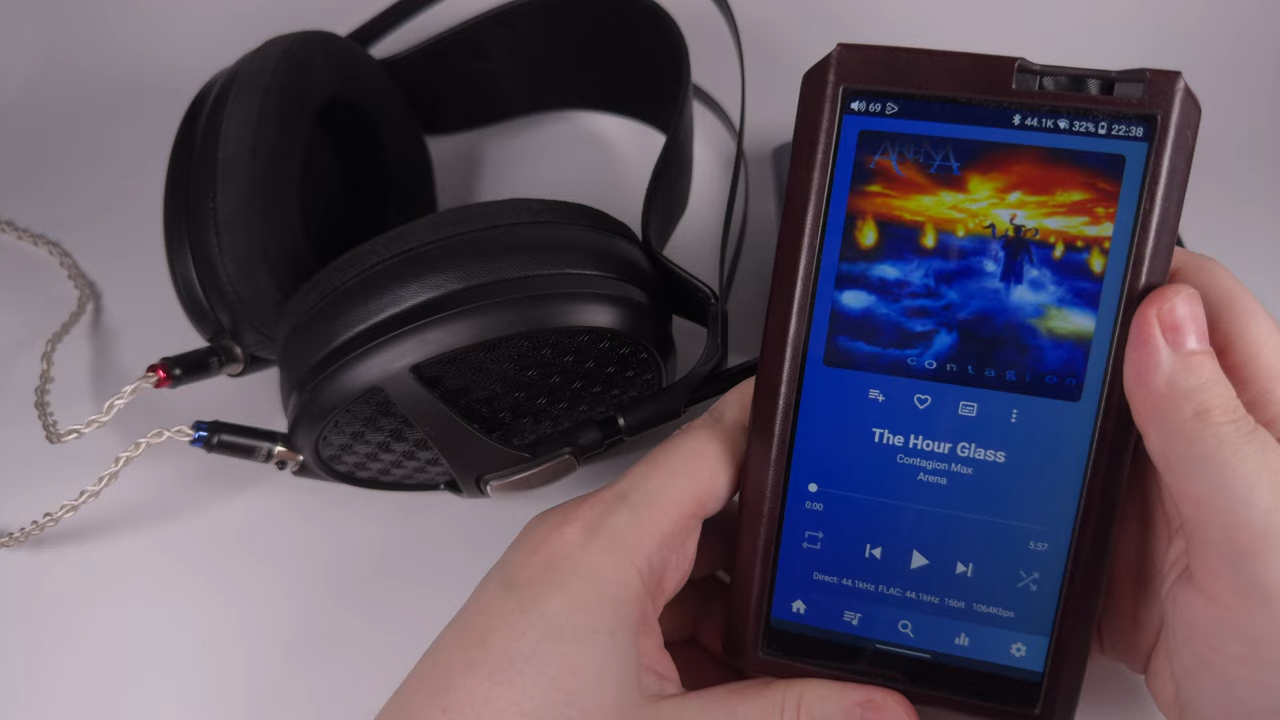 69
44.1K 32% 22:38
ARENA
contagion
The Hour Glass
Contagion Max
Arena
0:00
5:57
Direct: 44.1kHz FLAC: 44.1kHz 16bit 1064Kbps